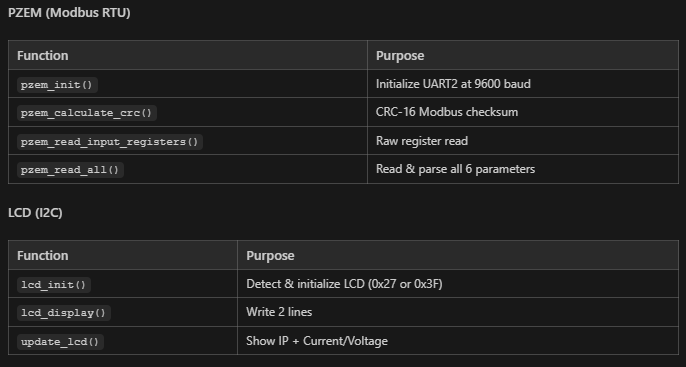 PZEM (Modbus RTU)
Function Purpose
pzem_init() Initialize UART2 at 9600 baud
pzem_calculate_crc() CRC-16 Modbus checksum
pzem_read_input_registers() Raw register read
pzem_read_all() Read & parse all 6 parameters
LCD (I2C)
Function Purpose
lcd_init() Detect & initialize LCD (0x27 or 0x3F)
lcd_display() Write 2 lines
update_lcd() Show IP + Current/Voltage